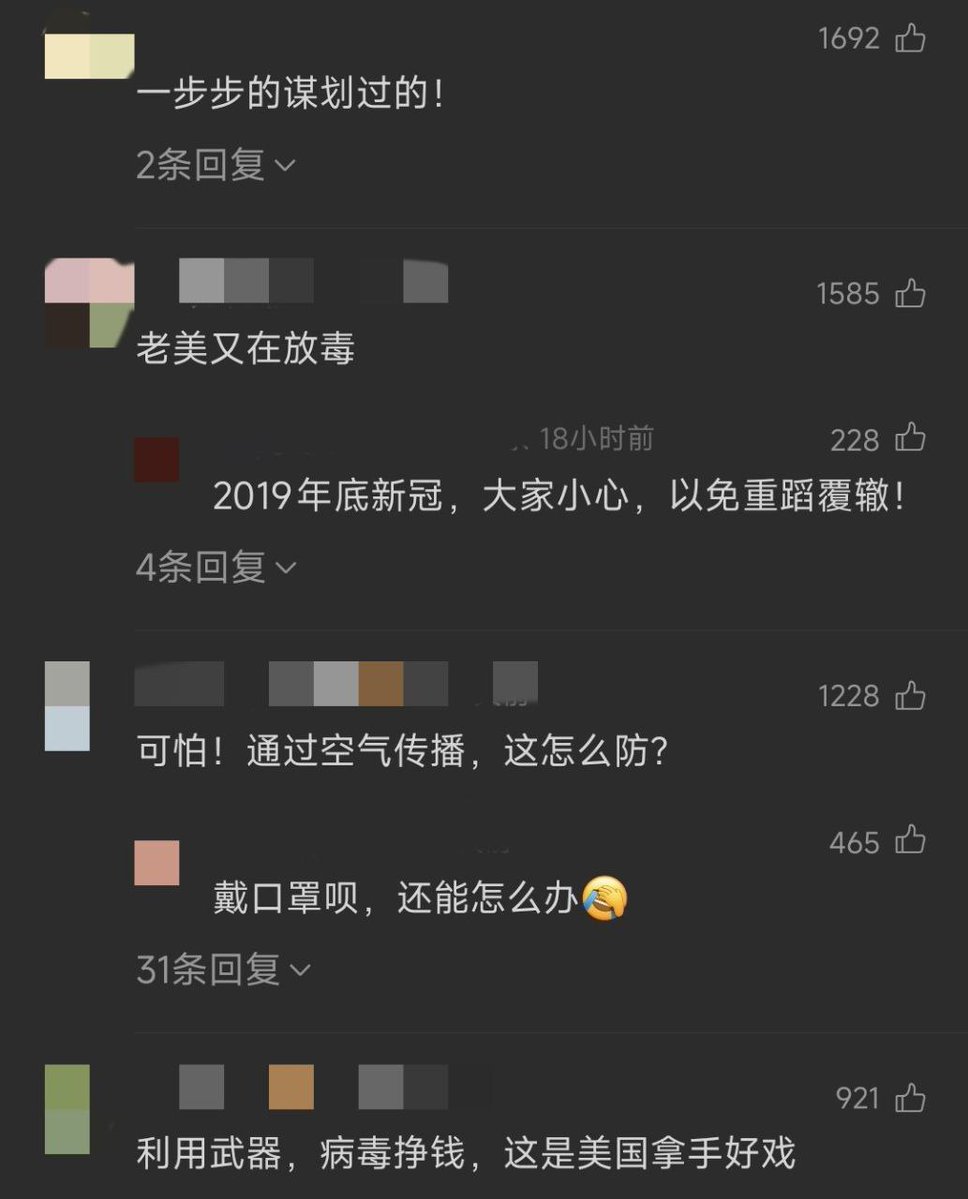 1692
一步步的谋划过的!
2条回复
1585
老美又在放毒
18小时前
228
2019年底新冠，大家小心，以免重蹈覆辙!
4条回复
1228
可怕！通过空气传播，这怎么防?
465
戴口罩呗，还能怎么办🤣
31条回复
921
利用武器，病毒挣钱，这是美国拿手好戏